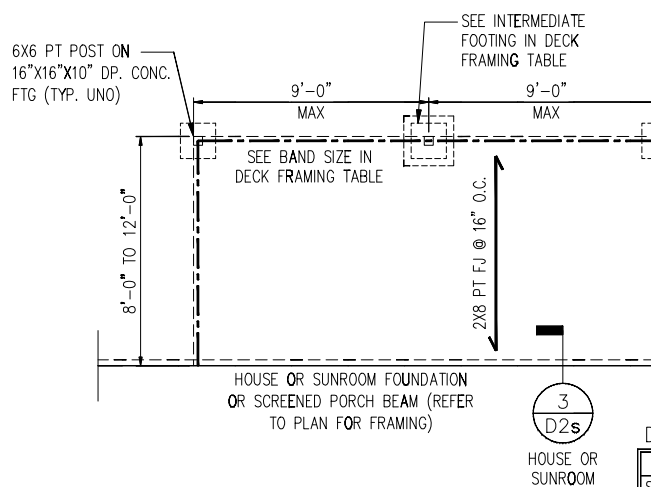 SEE INTERMEDIATE
FOOTING IN DECK
FRAMING TABLE
6X6 PT POST ON
16"X16"X10" DP. CONC.
FTG (TYP. UNO)
9'-0"
MAX
9'-0"
MAX
SEE BAND SIZE IN
DECK FRAMING TABLE
8'-0" TO 12'-0"
2X8 PT FJ @ 16" O.C.
HOUSE OR SUNROOM FOUNDATION
OR SCREENED PORCH BEAM (REFER
TO PLAN FOR FRAMING)
3
D2s
HOUSE OR
SUNROOM